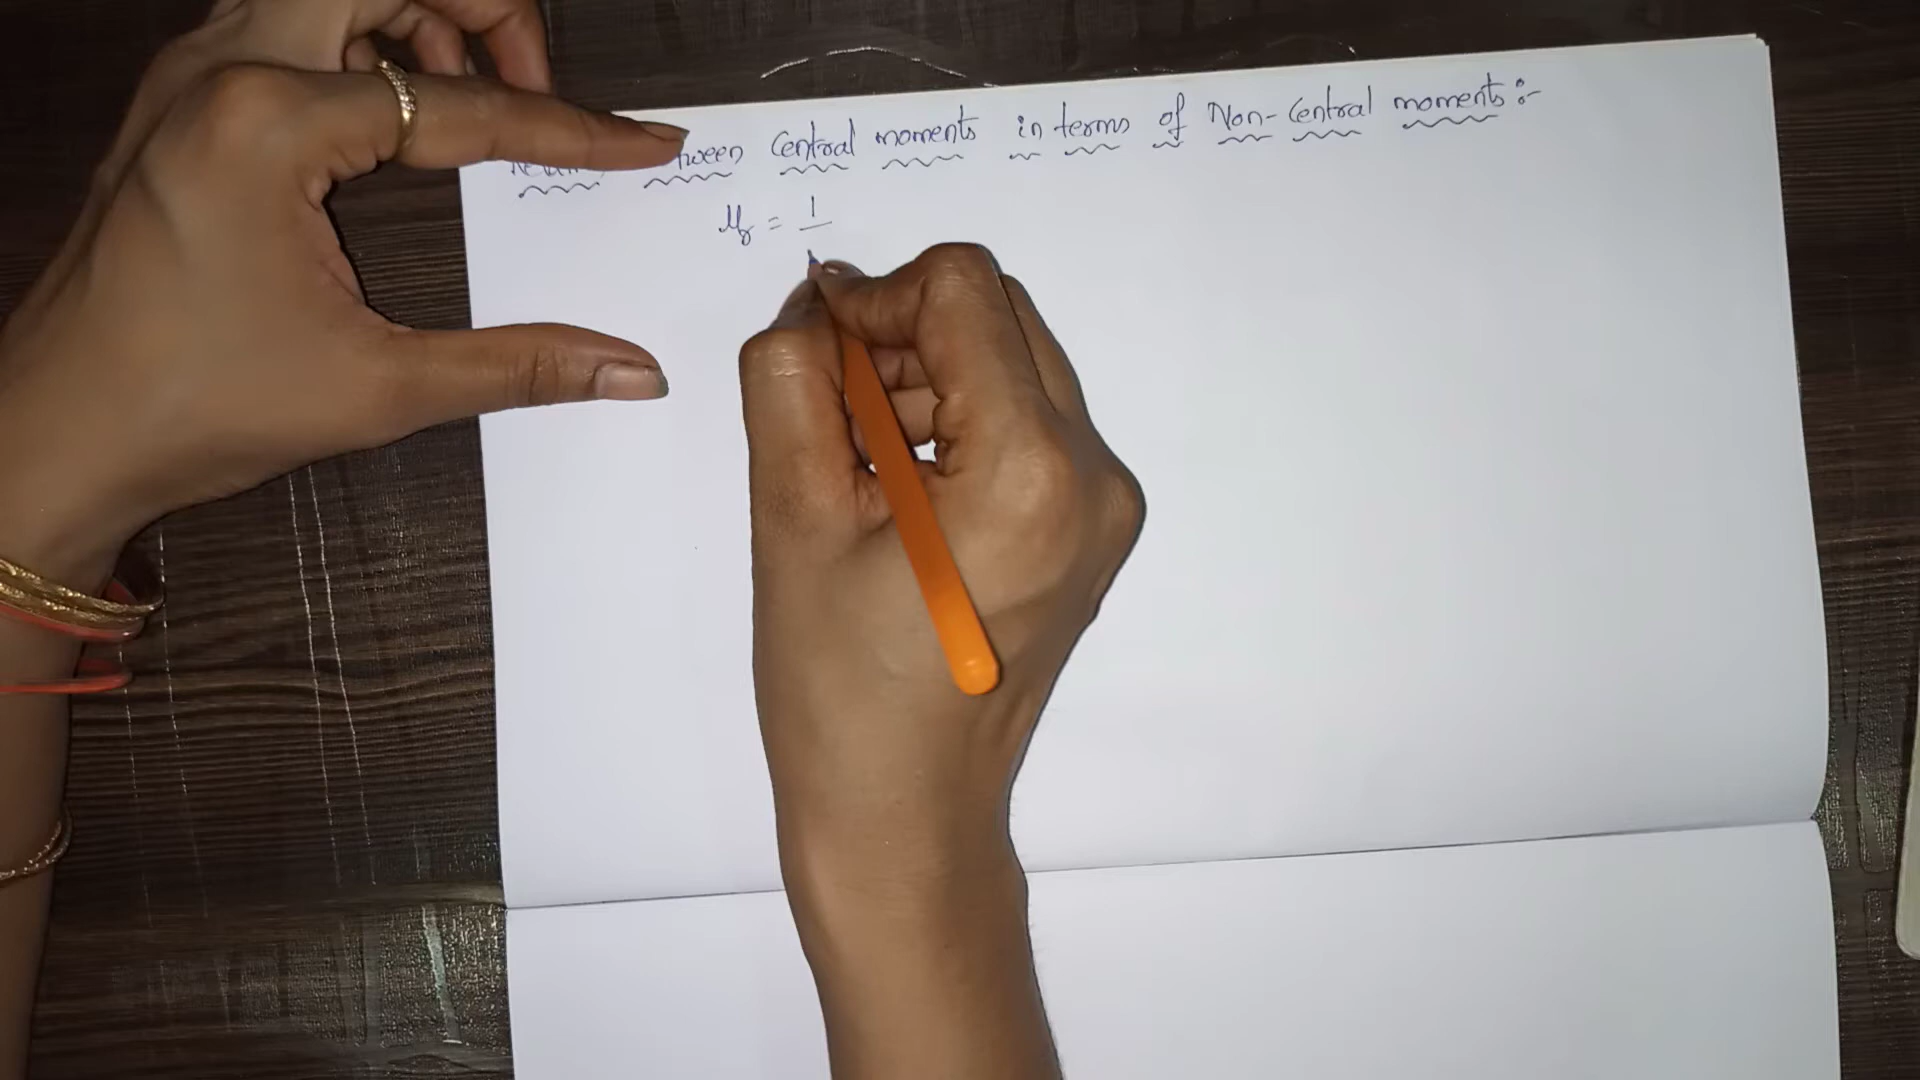 Central moments in terms of Non-Central moments :-
μr = 1